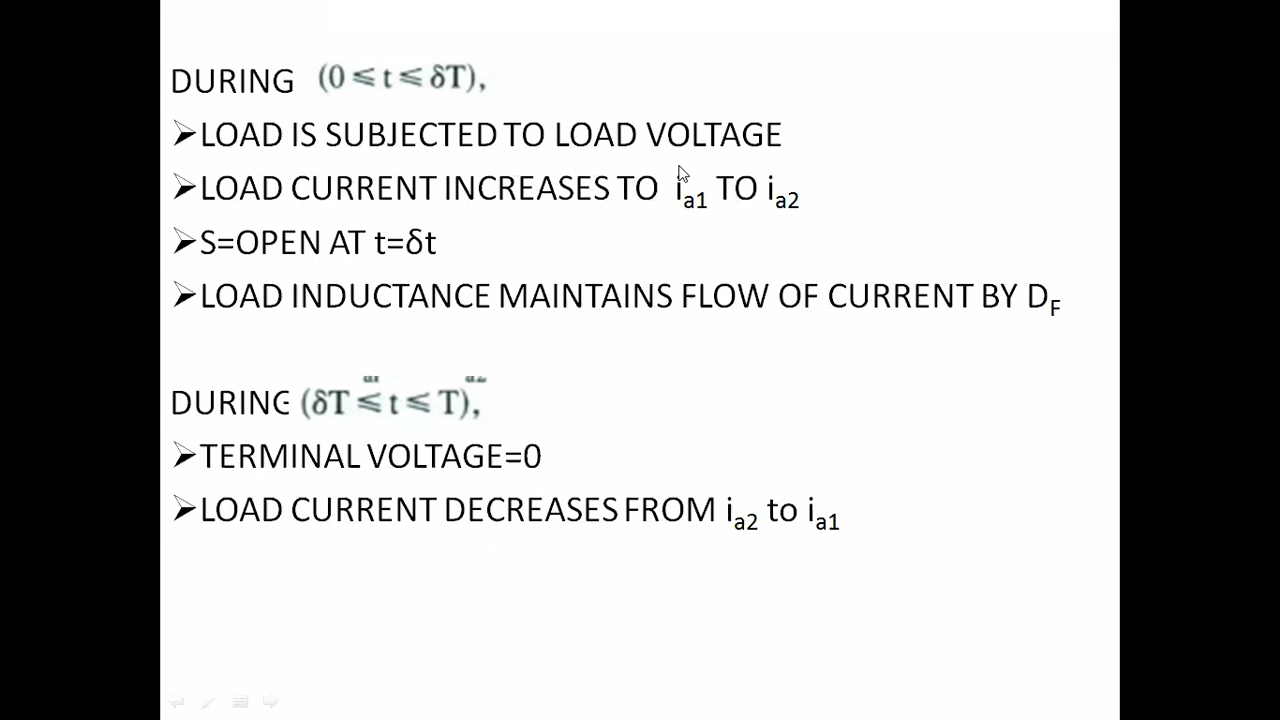 DURING (0 ⩽ t ⩽ δT),
➢LOAD IS SUBJECTED TO LOAD VOLTAGE
➢LOAD CURRENT INCREASES TO ia1 TO ia2
➢S=OPEN AT t=δt
➢LOAD INDUCTANCE MAINTAINS FLOW OF CURRENT BY DF
DURING (δT ⩽ t ⩽ T),
➢TERMINAL VOLTAGE=0
➢LOAD CURRENT DECREASES FROM ia2 to ia1